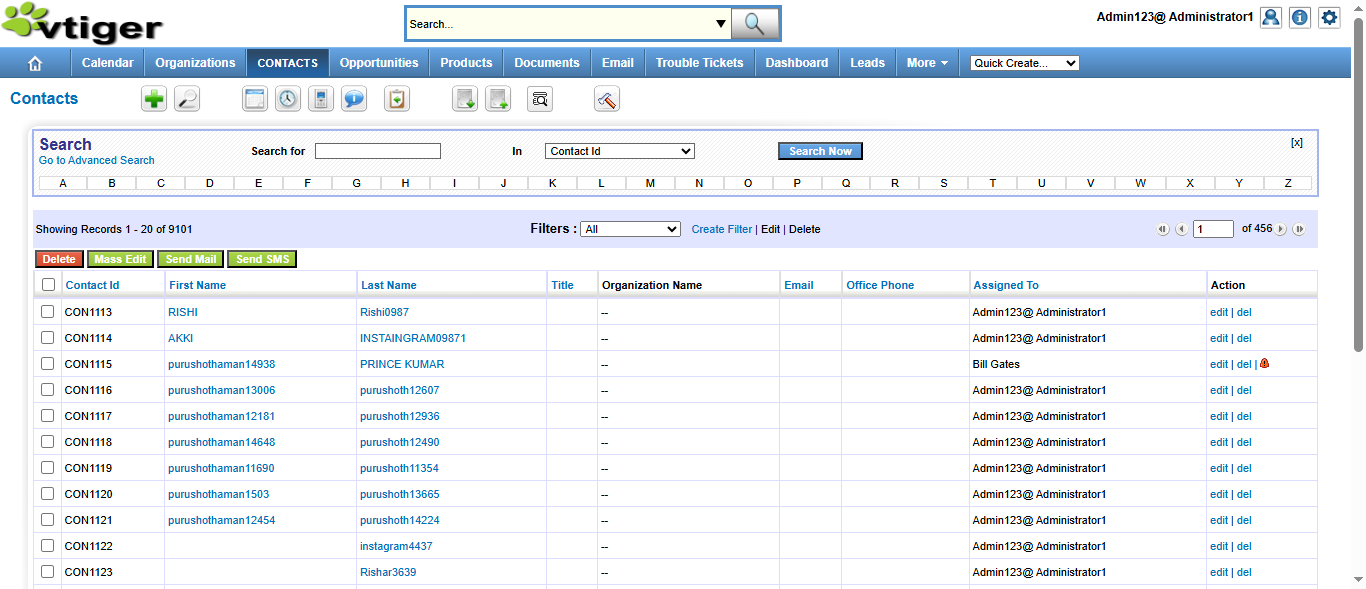 vtiger
Search...
Admin123@ Administrator1
Calendar Organizations CONTACTS Opportunities Products Documents Email Trouble Tickets Dashboard Leads More Quick Create...
Contacts
Search
Go to Advanced Search
Search for In Contact Id Search Now [x]
A B C D E F G H I J K L M N O P Q R S T U V W X Y Z
Showing Records 1 - 20 of 9101 Filters : All Create Filter | Edit | Delete 1 of 456
Delete Mass Edit Send Mail Send SMS
Contact Id First Name Last Name Title Organization Name Email Office Phone Assigned To Action
CON1113 RISHI Rishi0987 -- Admin123@ Administrator1 edit | del
CON1114 AKKI INSTAINGRAM09871 -- Admin123@ Administrator1 edit | del
CON1115 purushothaman14938 PRINCE KUMAR -- Bill Gates edit | del |
CON1116 purushothaman13006 purushoth12607 -- Admin123@ Administrator1 edit | del
CON1117 purushothaman12181 purushoth12936 -- Admin123@ Administrator1 edit | del
CON1118 purushothaman14648 purushoth12490 -- Admin123@ Administrator1 edit | del
CON1119 purushothaman11690 purushoth11354 -- Admin123@ Administrator1 edit | del
CON1120 purushothaman1503 purushoth13665 -- Admin123@ Administrator1 edit | del
CON1121 purushothaman12454 purushoth14224 -- Admin123@ Administrator1 edit | del
CON1122 instagram4437 -- Admin123@ Administrator1 edit | del
CON1123 Rishar3639 -- Admin123@ Administrator1 edit | del